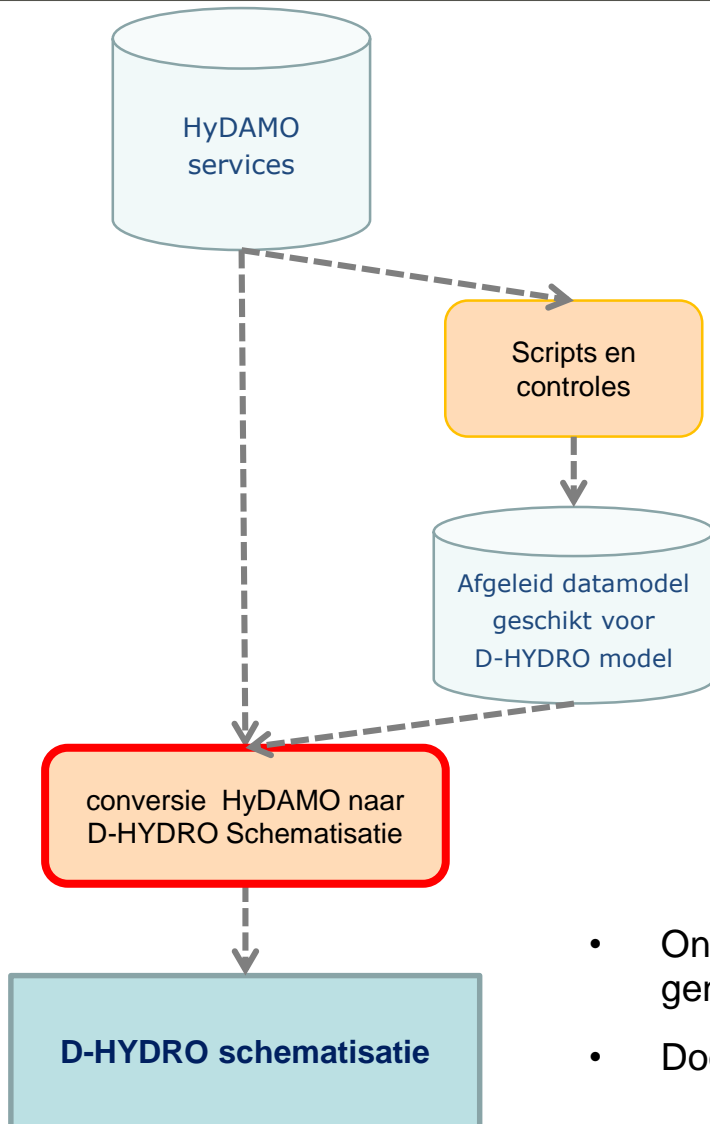 HyDAMO
services
Scripts en
controles
Afgeleid datamodel
geschikt voor
D-HYDRO model
conversie HyDAMO naar
D-HYDRO Schematisatie
D-HYDRO schematisatie